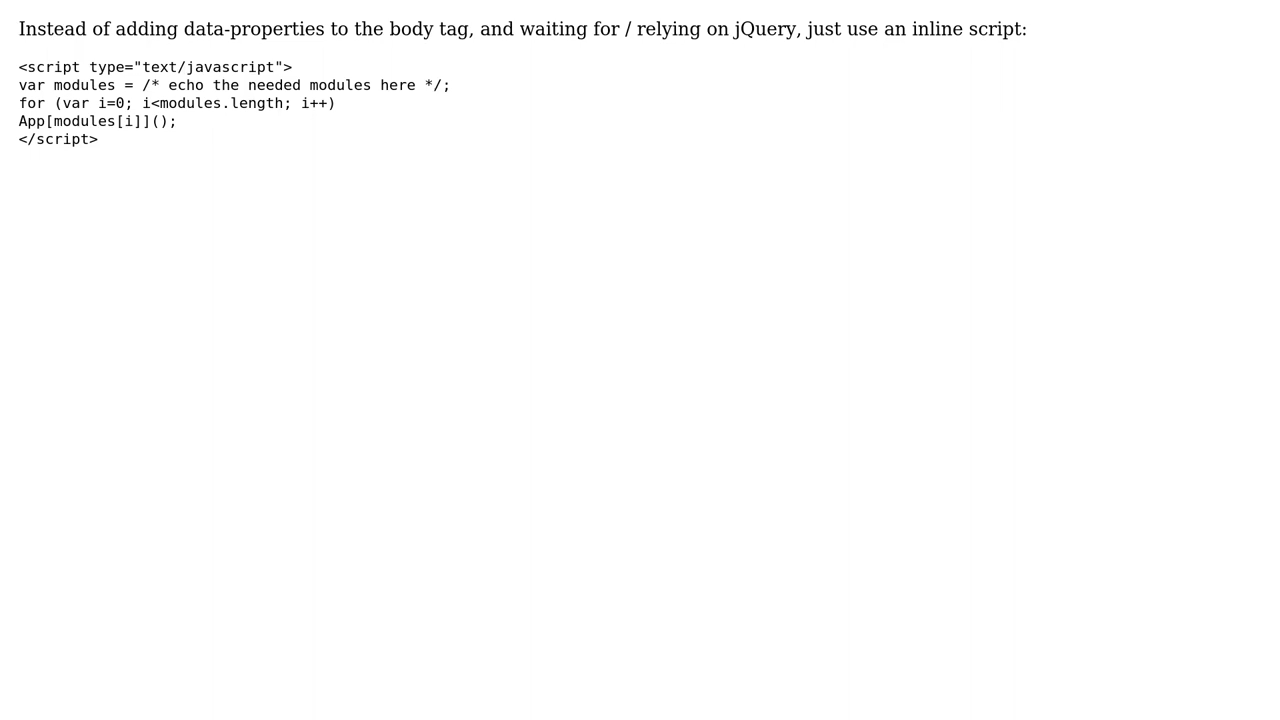 Instead of adding data-properties to the body tag, and waiting for / relying on jQuery, just use an inline script:
<script type="text/javascript">
var modules = /* echo the needed modules here */;
for (var i=0; i<modules.length; i++)
App[modules[i]]();
</script>